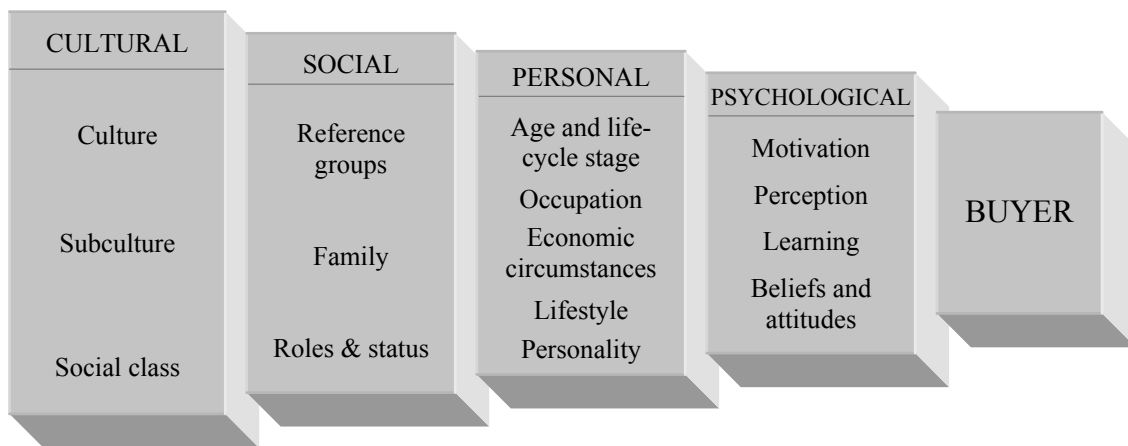 CULTURAL
Culture
Subculture
Social class
SOCIAL
Reference
groups
Family
Roles & status
PERSONAL
Age and life-
cycle stage
Occupation
Economic
circumstances
Lifestyle
Personality
PSYCHOLOGICAL
Motivation
Perception
Learning
Beliefs and
attitudes
BUYER